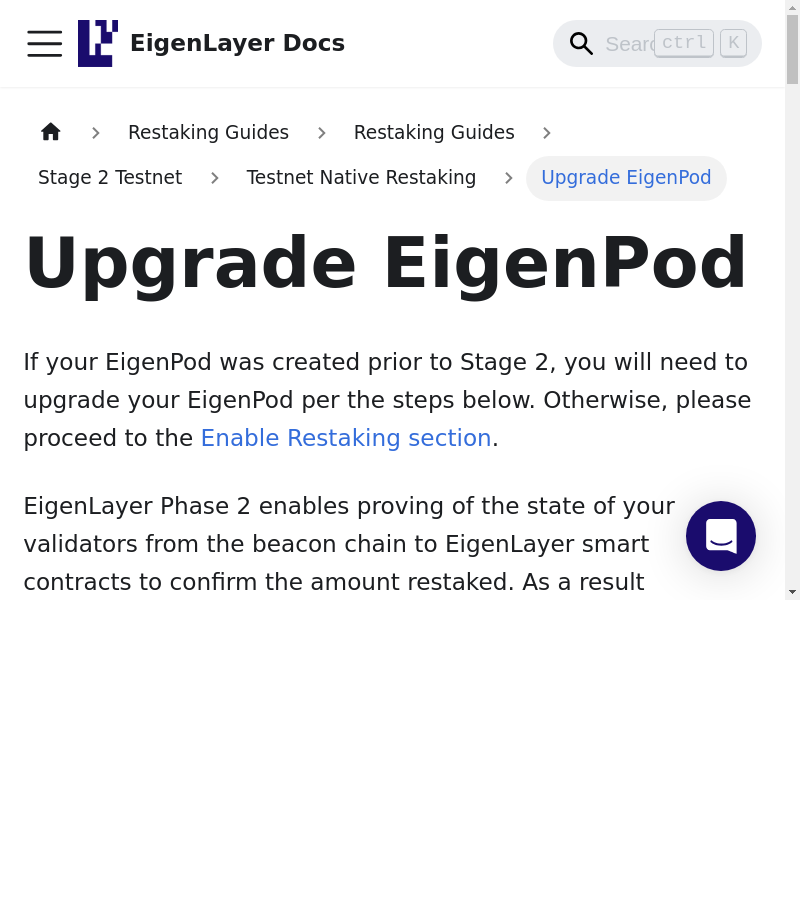 EigenLayer Docs
ctrl K
Restaking Guides Restaking Guides
Stage 2 Testnet Testnet Native Restaking Upgrade EigenPod
Upgrade EigenPod
If your EigenPod was created prior to Stage 2, you will need to
upgrade your EigenPod per the steps below. Otherwise, please
proceed to the Enable Restaking section.
EigenLayer Phase 2 enables proving of the state of your
validators from the beacon chain to EigenLayer smart
contracts to confirm the amount restaked. As a result